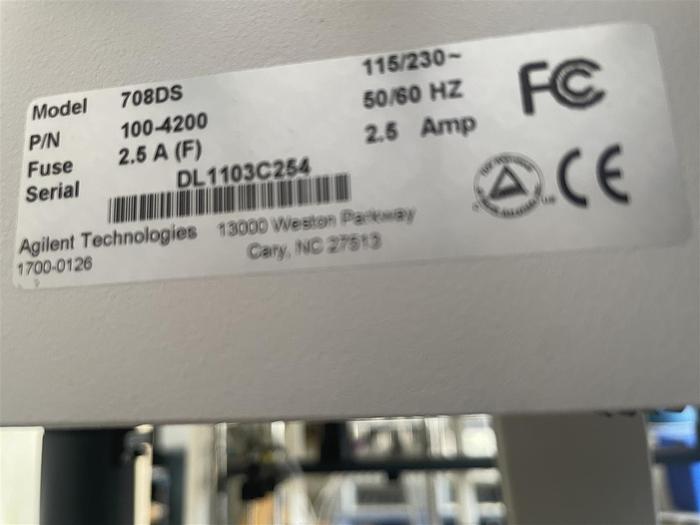 Model 708DS 115/230~
P/N 100-4200 50/60 HZ
Fuse 2.5 A (F) 2.5 Amp
Serial DL1103C254
Agilent Technologies 13000 Weston Parkway
1700-0126 Cary, NC 27513
FC
CE